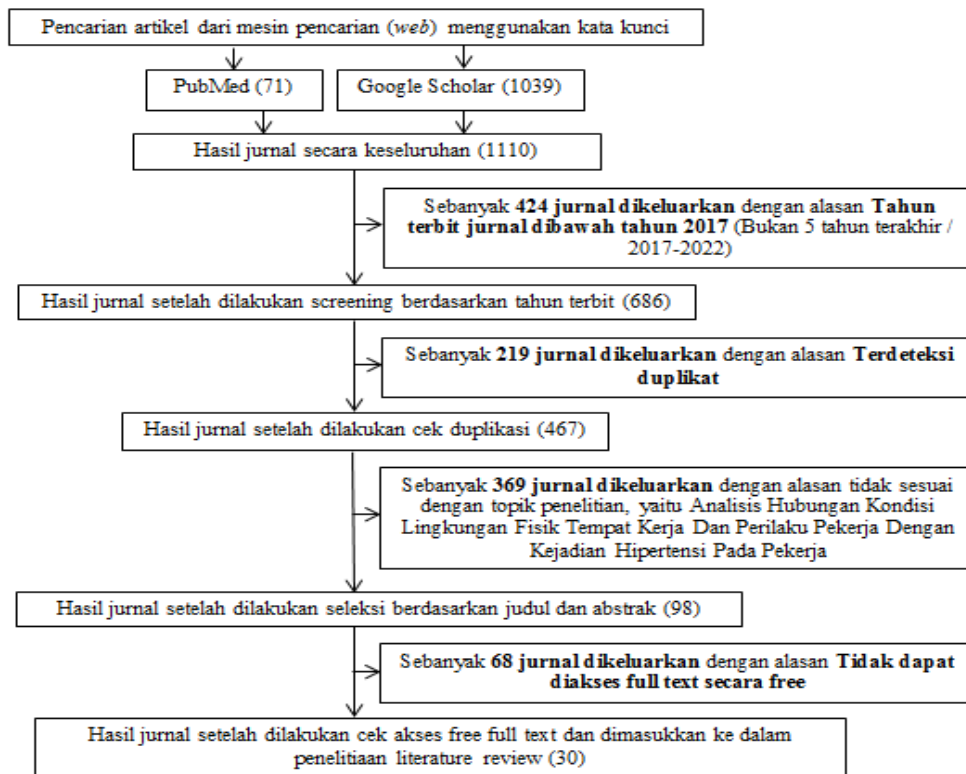 Pencarian artikel dari mesin pencarian (web) menggunakan kata kunci
PubMed (71)
Google Scholar (1039)
Hasil jurnal secara keseluruhan (1110)
Sebanyak 424 jurnal dikeluarkan dengan alasan Tahun
terbit jurnal dibawah tahun 2017 (Bukan 5 tahun terakhir /
2017-2022)
Hasil jurnal setelah dilakukan screening berdasarkan tahun terbit (686)
Sebanyak 219 jurnal dikeluarkan dengan alasan Terdeteksi
duplikat
Hasil jurnal setelah dilakukan cek duplikasi (467)
Sebanyak 369 jurnal dikeluarkan dengan alasan tidak sesuai
dengan topik penelitian, yaitu Analisis Hubungan Kondisi
Lingkungan Fisik Tempat Kerja Dan Perilaku Pekerja Dengan
Kejadian Hipertensi Pada Pekerja
Hasil jurnal setelah dilakukan seleksi berdasarkan judul dan abstrak (98)
Sebanyak 68 jurnal dikeluarkan dengan alasan Tidak dapat
diakses full text secara free
Hasil jurnal setelah dilakukan cek akses free full text dan dimasukkan ke dalam
penelitiaan literature review (30)